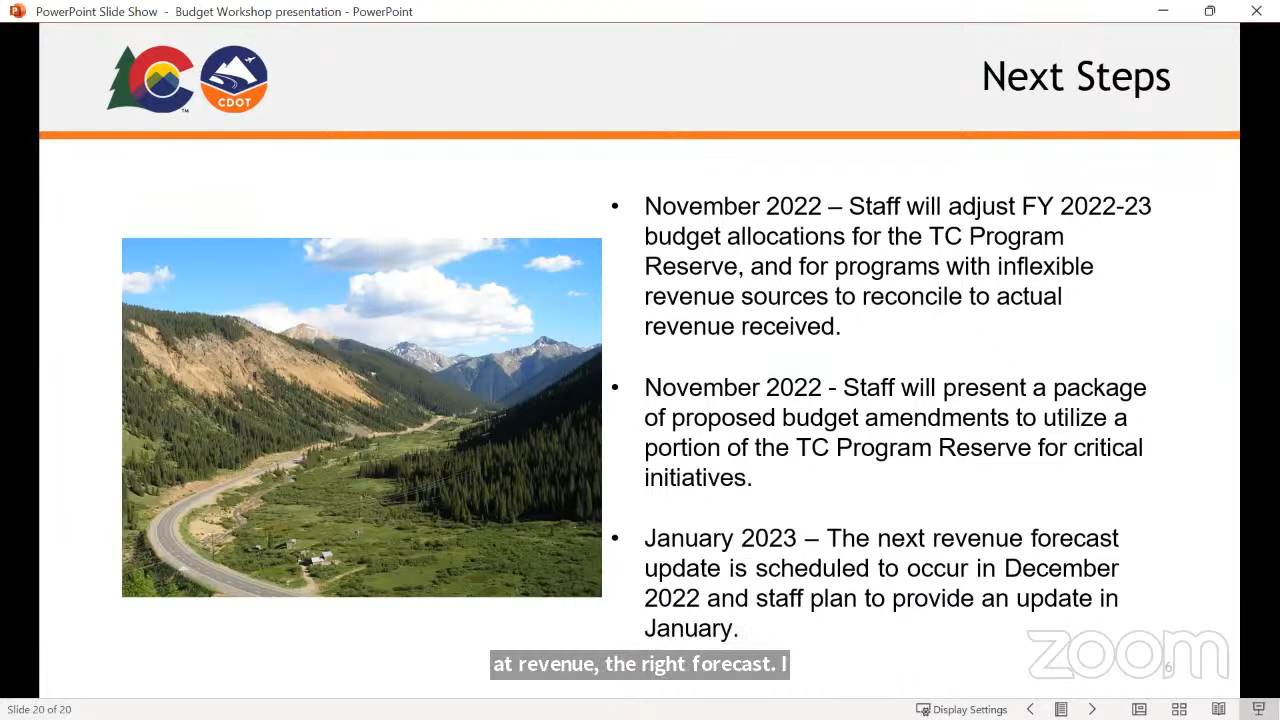 PowerPoint Slide Show - Budget Workshop presentation - PowerPoint
CDOT
TM
Next Steps
• November 2022 – Staff will adjust FY 2022-23
budget allocations for the TC Program
Reserve, and for programs with inflexible
revenue sources to reconcile to actual
revenue received.
• November 2022 - Staff will present a package
of proposed budget amendments to utilize a
portion of the TC Program Reserve for critical
initiatives.
• January 2023 – The next revenue forecast
update is scheduled to occur in December
2022 and staff plan to provide an update in
January.
at revenue, the right forecast. I
zoom
6
Slide 20 of 20
Display Settings